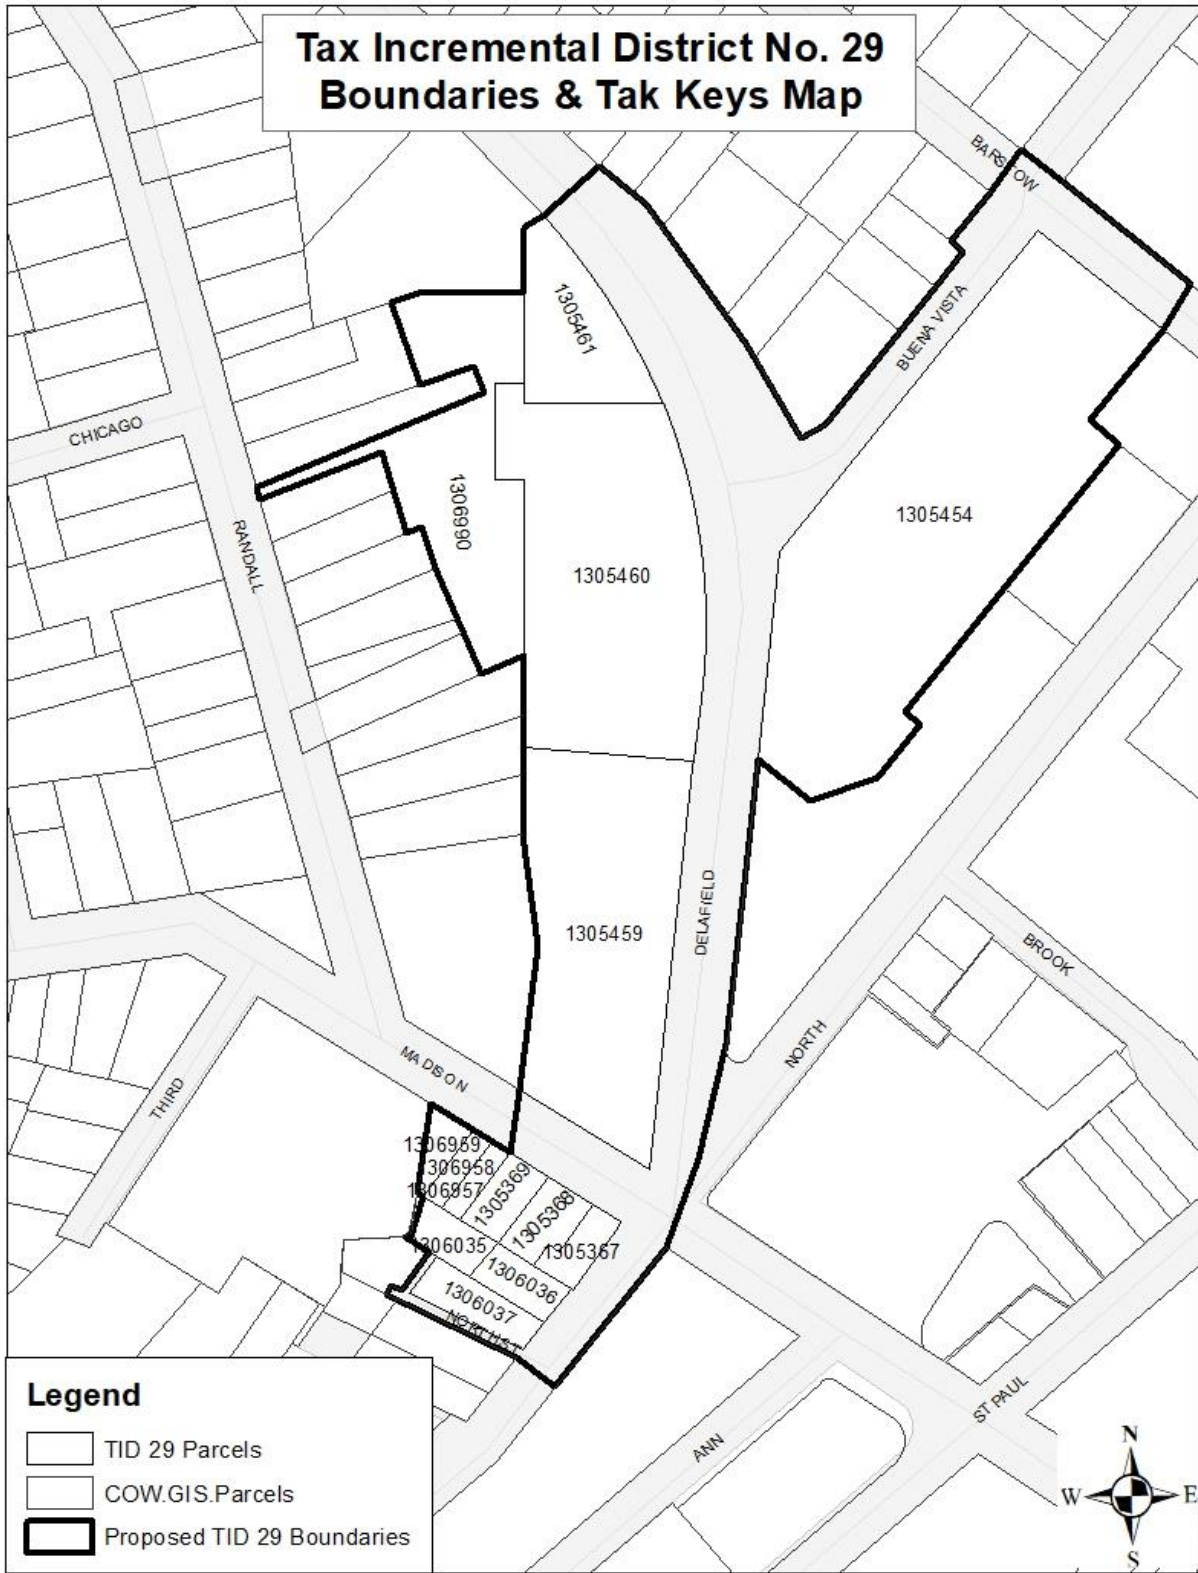 Tax Incremental District No. 29
Boundaries & Tak Keys Map
BARSTOW
1305461
BUENA VISTA
CHICAGO
1306990
1305454
RANDALL
1305460
1305459
DELAFIELD
BROOK
NORTH
MADISON
THIRD
1306959
1306958
1306957
1305369
1305368
1305367
1306035
1306036
1306037
ST PAUL
ANN
Legend
TID 29 Parcels
COW.GIS.Parcels
Proposed TID 29 Boundaries
N
W
E
S